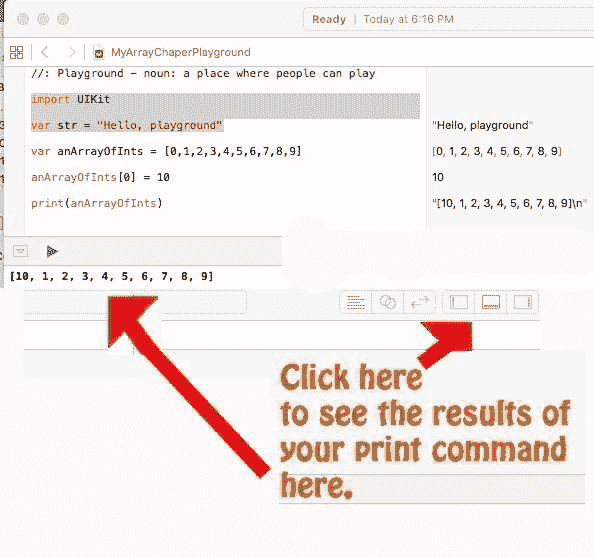 Ready | Today at 6:16 PM
MyArrayChaperPlayground
//: Playground - noun: a place where people can play
import UIKit
var str = "Hello, playground"
"Hello, playground"
var anArrayOfInts = [0,1,2,3,4,5,6,7,8,9]
[0, 1, 2, 3, 4, 5, 6, 7, 8, 9]
anArrayOfInts[0] = 10
10
print(anArrayOfInts)
"[10, 1, 2, 3, 4, 5, 6, 7, 8, 9]\n"
[10, 1, 2, 3, 4, 5, 6, 7, 8, 9]
Click here
to see the results of
your print command
here.